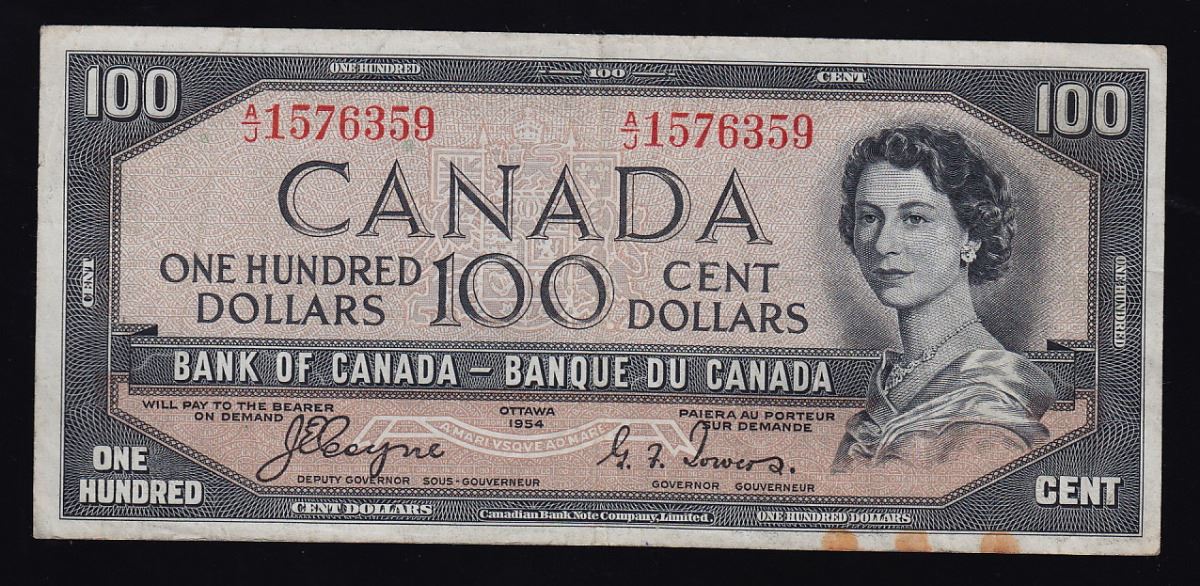 ONE HUNDRED 100 CENT
100 100
A/J 1576359 A/J 1576359
CANADA
ONE HUNDRED DOLLARS 100 CENT DOLLARS
CENT
ONE HUNDRED
BANK OF CANADA – BANQUE DU CANADA
WILL PAY TO THE BEARER
ON DEMAND
OTTAWA
1954
PAIERA AU PORTEUR
SUR DEMANDE
A·MARI·VSQVE·AD·MARE
J E Coyne
G. F. Towers.
DEPUTY GOVERNOR SOUS-GOUVERNEUR
GOVERNOR GOUVERNEUR
ONE
HUNDRED
CENT
CENT DOLLARS
Canadian Bank Note Company, Limited.
ONE HUNDRED DOLLARS